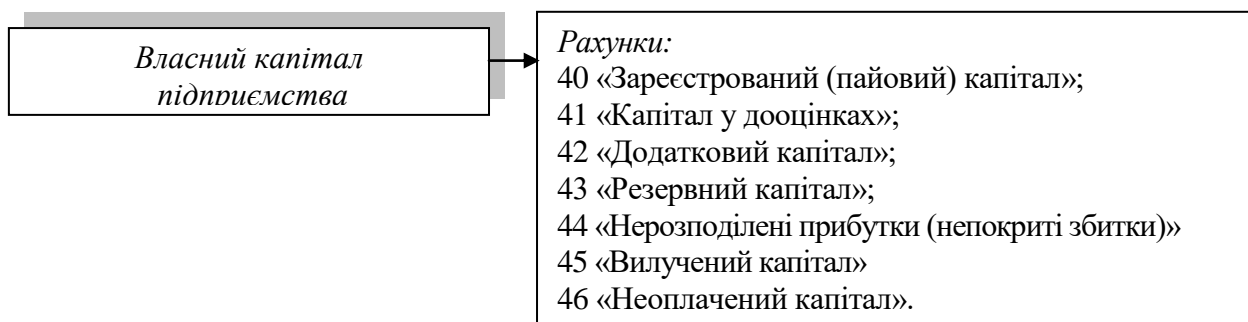 Власний капітал
підприємства
Рахунки:
40 «Зареєстрований (пайовий) капітал»;
41 «Капітал у дооцінках»;
42 «Додатковий капітал»;
43 «Резервний капітал»;
44 «Нерозподілені прибутки (непокриті збитки)»
45 «Вилучений капітал»
46 «Неоплачений капітал».